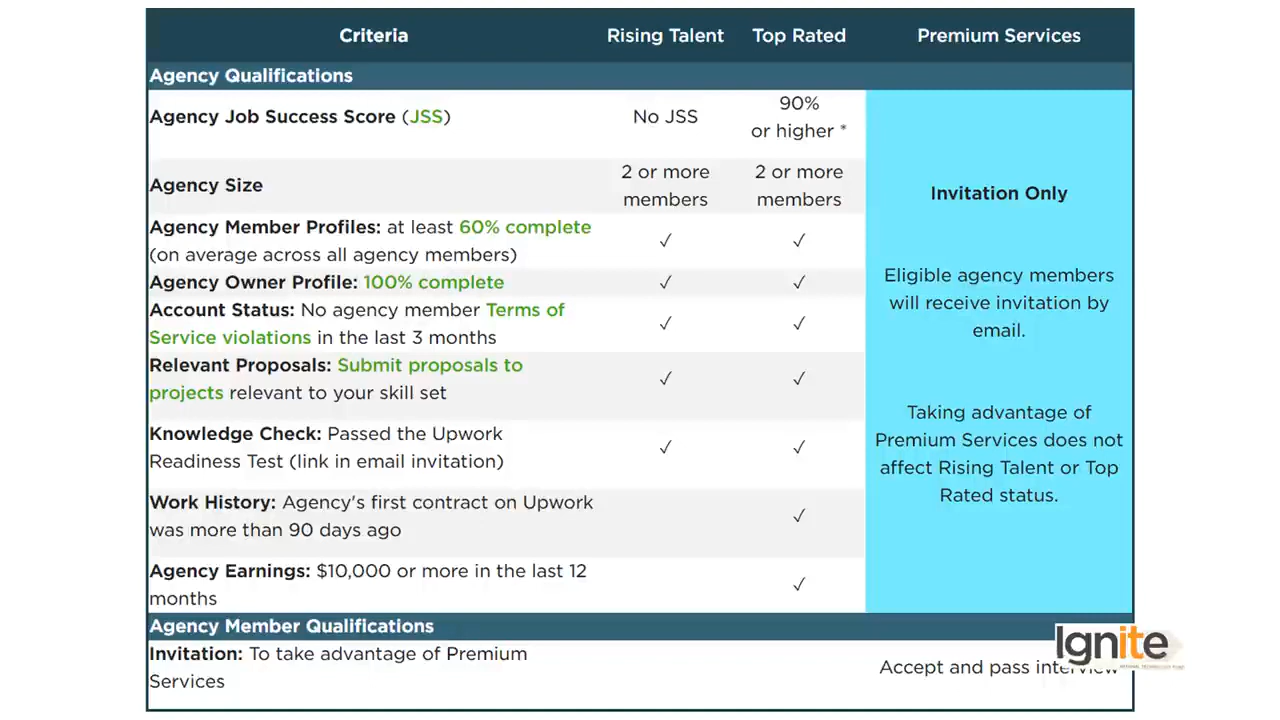 Criteria Rising Talent Top Rated Premium Services
Agency Qualifications
Agency Job Success Score (JSS) No JSS 90%
or higher *
Agency Size 2 or more
members 2 or more
members
Agency Member Profiles: at least 60% complete
(on average across all agency members) ✓ ✓
Agency Owner Profile: 100% complete ✓ ✓
Account Status: No agency member Terms of
Service violations in the last 3 months ✓ ✓
Relevant Proposals: Submit proposals to
projects relevant to your skill set ✓ ✓
Knowledge Check: Passed the Upwork
Readiness Test (link in email invitation) ✓ ✓
Work History: Agency's first contract on Upwork
was more than 90 days ago ✓
Agency Earnings: $10,000 or more in the last 12
months ✓
Invitation Only
Eligible agency members
will receive invitation by
email.
Taking advantage of
Premium Services does not
affect Rising Talent or Top
Rated status.
Agency Member Qualifications
Invitation: To take advantage of Premium
Services
Accept and pass interview
Ignite